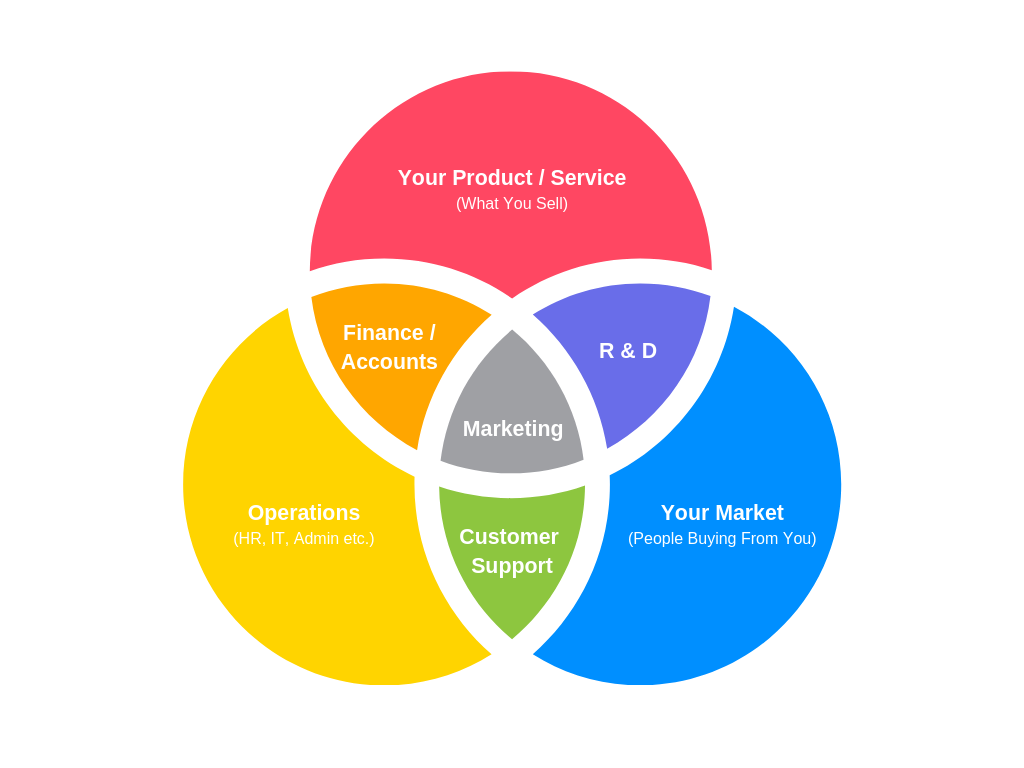 Your Product / Service
(What You Sell)
Finance /
Accounts
R & D
Marketing
Operations
(HR, IT, Admin etc.)
Your Market
(People Buying From You)
Customer
Support